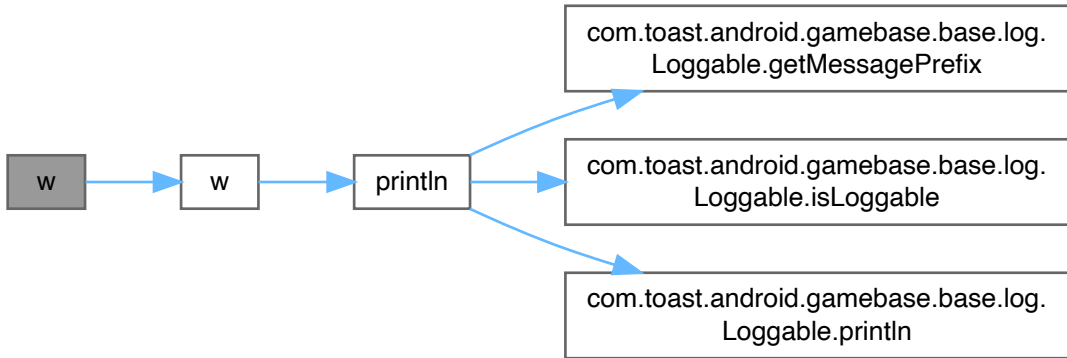 w
w
println
com.toast.android.gamebase.base.log.
Loggable.getMessagePrefix
com.toast.android.gamebase.base.log.
Loggable.isLoggable
com.toast.android.gamebase.base.log.
Loggable.println